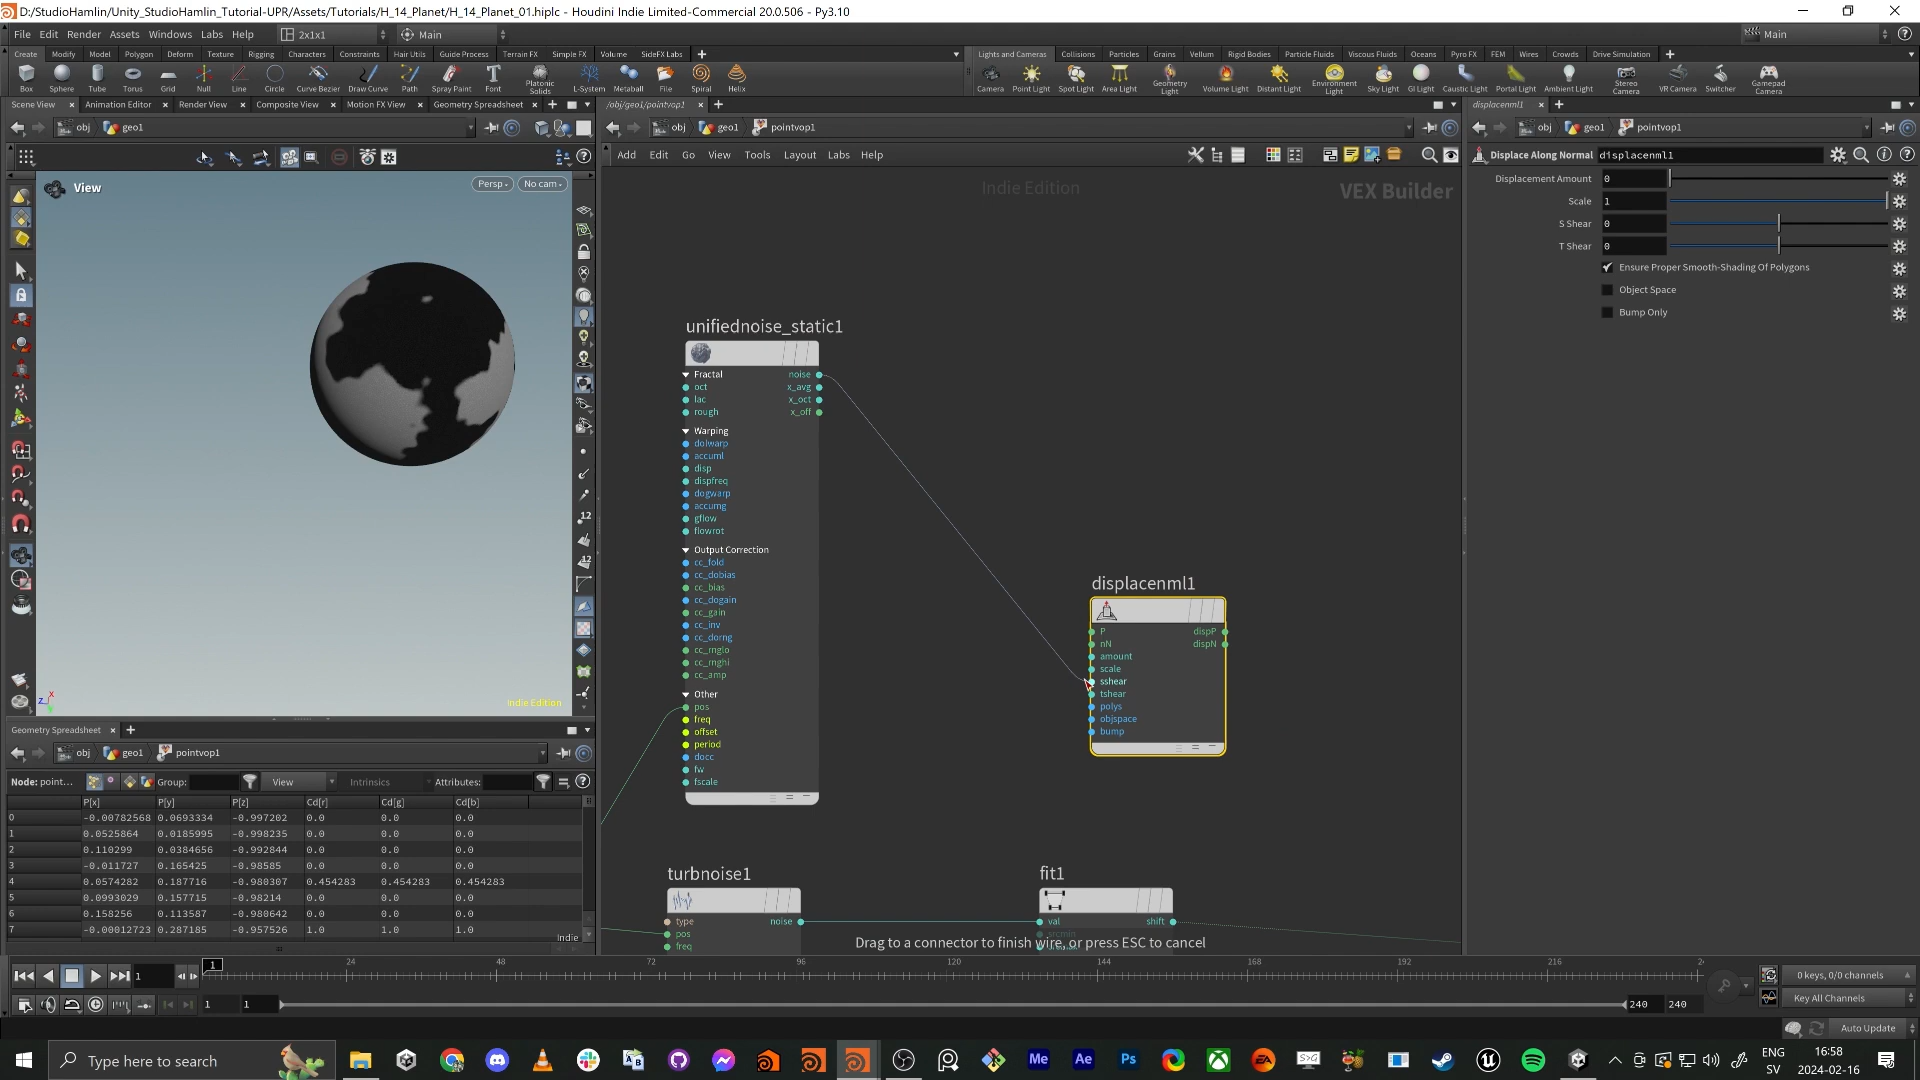 D:/StudioHamlin/Unity_StudioHamlin_Tutorial-UPR/Assets/Tutorials/H_14_Planet/H_14_Planet_01.hiplc - Houdini Indie Limited-Commercial 20.0.506 - Py3.10
File Edit Render Assets Windows Labs Help 2x1x1 Main Main
Create Modify Model Polygon Deform Texture Rigging Characters Constraints Hair Utils Guide Process Terrain FX Simple FX Volume SideFX Labs
Lights and Cameras Collisions Particles Grains Vellum Rigid Bodies Particle Fluids Viscous Fluids Oceans Pyro FX FEM Wires Crowds Drive Simulation
Box Sphere Tube Torus Grid Null Line Circle Curve Bezier Draw Curve Path Spray Paint Font Platonic Solids L-System Metaball File Spiral Helix
Camera Point Light Spot Light Area Light Geometry Light Volume Light Distant Light Environment Light Sky Light GI Light Caustic Light Portal Light Ambient Light Stereo Camera VR Camera Switcher Gamepad Camera
Scene View Animation Editor Render View Composite View Motion FX View Geometry Spreadsheet
/obj/geo1/pointvop1
displacenml1
obj geo1
obj geo1 pointvop1
obj geo1 pointvop1
Add Edit Go View Tools Layout Labs Help
Displace Along Normal displacenml1
View
Persp
No cam
Indie Edition
VEX Builder
Displacement Amount 0
Scale 1
S Shear 0
T Shear 0
Ensure Proper Smooth-Shading Of Polygons
Object Space
Bump Only
unifiednoise_static1
Fractal noise
oct x_avg
lac x_oct
rough x_off
Warping
dolwarp
accuml
disp
dispfreq
dogwarp
accumg
gflow
flowrot
Output Correction
cc_fold
cc_dobias
cc_bias
cc_dogain
cc_gain
cc_inv
cc_dorng
cc_rnglo
cc_rnghi
cc_amp
Other
pos
freq
offset
period
docc
fw
fscale
displacenml1
P dispP
nN dispN
amount
scale
sshear
tshear
polys
objspace
bump
turbnoise1
type noise
pos
freq
fit1
val shift
Drag to a connector to finish wire, or press ESC to cancel
12
12
Z X
Indie Edition
Geometry Spreadsheet
obj geo1 pointvop1
Node: point... Group: View Intrinsics Attributes:
P[x] P[y] P[z] Cd[r] Cd[g] Cd[b]
0 -0.00782568 0.0693334 -0.997202 0.0 0.0 0.0
1 0.0525864 0.0185995 -0.998235 0.0 0.0 0.0
2 0.110299 0.0384656 -0.992844 0.0 0.0 0.0
3 -0.011727 0.165425 -0.98585 0.0 0.0 0.0
4 0.0574282 0.187716 -0.980307 0.454283 0.454283 0.454283
5 0.0993029 0.157715 -0.98214 0.0 0.0 0.0
6 0.158256 0.113587 -0.980642 0.0 0.0 0.0
7 -0.00012723 0.287185 -0.957526 1.0 1.0 1.0
Indie
1 1 24 48 72 96 120 144 168 192 216 2
0 keys, 0/0 channels
1 1 240 240
Key All Channels
Auto Update
Type here to search
Me Ae Ps EA
ENG
SV
16:58
2024-02-16